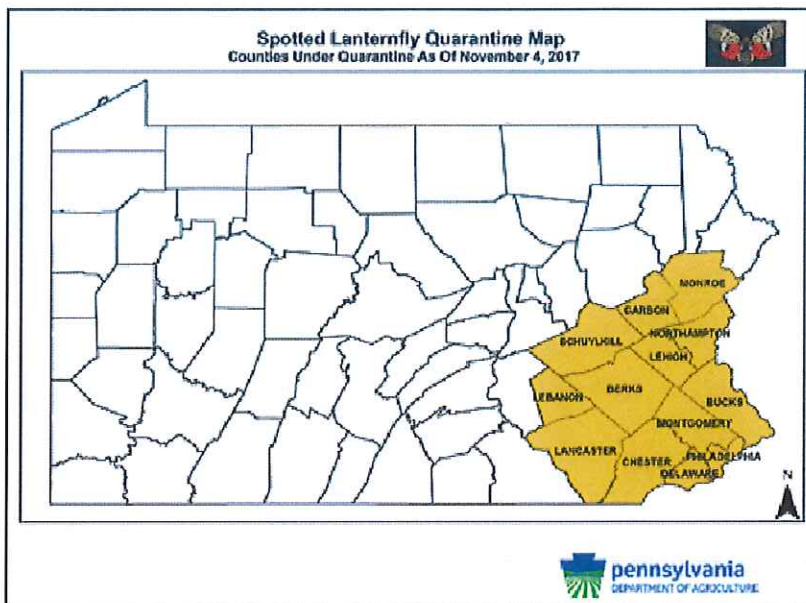 Spotted Lanternfly Quarantine Map
Counties Under Quarantine As Of November 4, 2017
MONROE
CARBON
NORTHAMPTON
SCHUYLKILL
LEHIGH
BERKS
LEBANON
BUCKS
MONTGOMERY
LANCASTER
PHILADELPHIA
CHESTER
DELAWARE
N
pennsylvania
DEPARTMENT OF AGRICULTURE